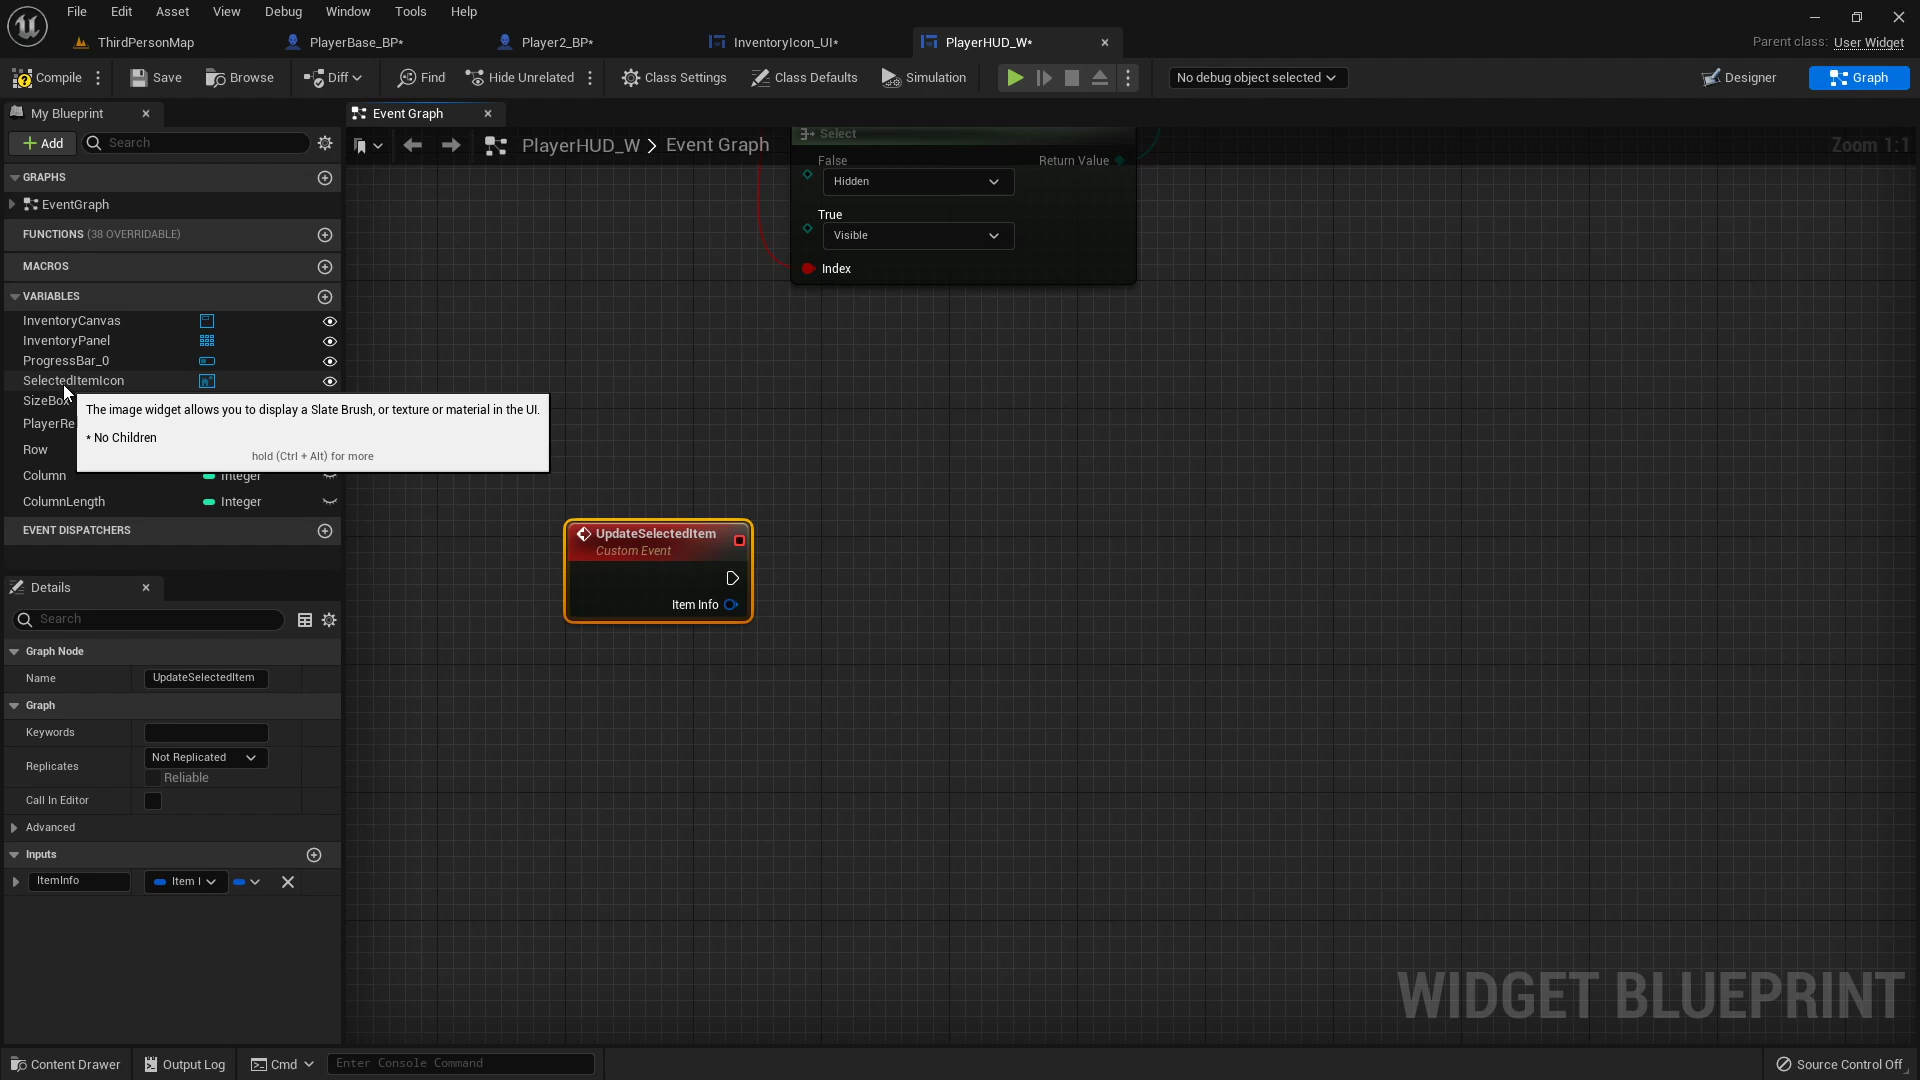 File Edit Asset View Debug Window Tools Help
ThirdPersonMap PlayerBase_BP* Player2_BP* InventoryIcon_UI* PlayerHUD_W* Parent class: User Widget
Compile Save Browse Diff Find Hide Unrelated Class Settings Class Defaults Simulation No debug object selected Designer Graph
My Blueprint Event Graph
Add Search PlayerHUD_W > Event Graph Zoom 1:1
Select
GRAPHS
EventGraph
FUNCTIONS (38 OVERRIDABLE)
MACROS
VARIABLES
InventoryCanvas
InventoryPanel
ProgressBar_0
SelectedItemIcon
SizeBox
PlayerRe
Row
Column Integer
ColumnLength Integer
EVENT DISPATCHERS
The image widget allows you to display a Slate Brush, or texture or material in the UI.
* No Children
hold (Ctrl + Alt) for more
False Return Value
Hidden
True
Visible
Index
UpdateSelectedItem
Custom Event
Item Info
Details
Search
Graph Node
Name UpdateSelectedItem
Graph
Keywords
Replicates Not Replicated
Reliable
Call In Editor
Advanced
Inputs
ItemInfo Item I
WIDGET BLUEPRINT
Content Drawer Output Log Cmd Enter Console Command Source Control Off